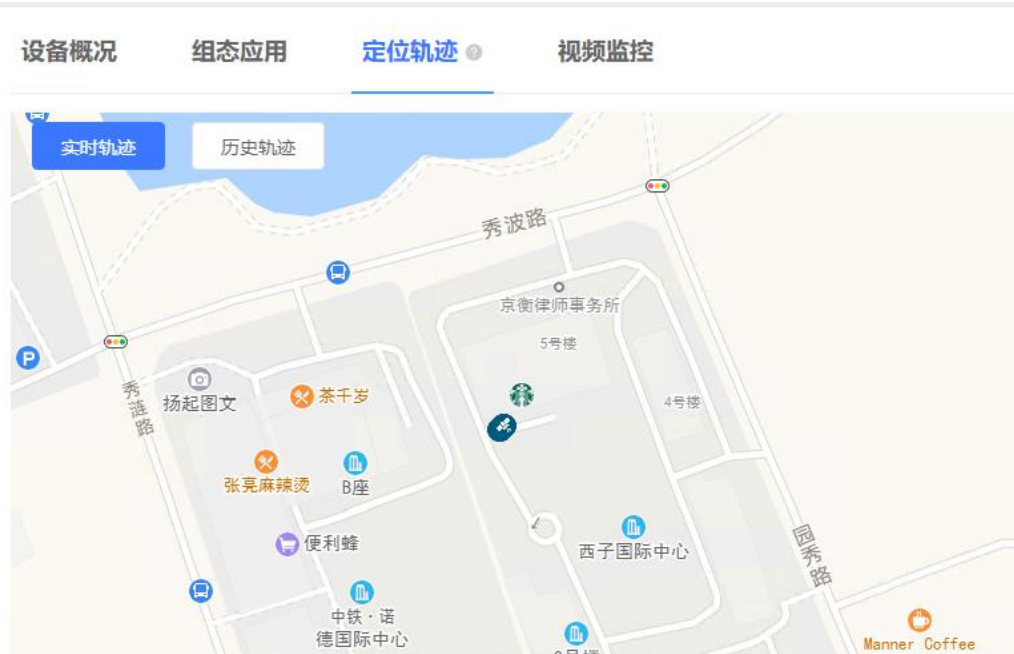 设备概况
组态应用
定位轨迹
视频监控
实时轨迹
历史轨迹
秀波路
京衡律师事务所
5号楼
P
秀涟路
扬起图文
茶千岁
4号楼
张亮麻辣烫
B座
便利蜂
西子国际中心
园秀路
中铁·诺
德国际中心
Manner Coffee